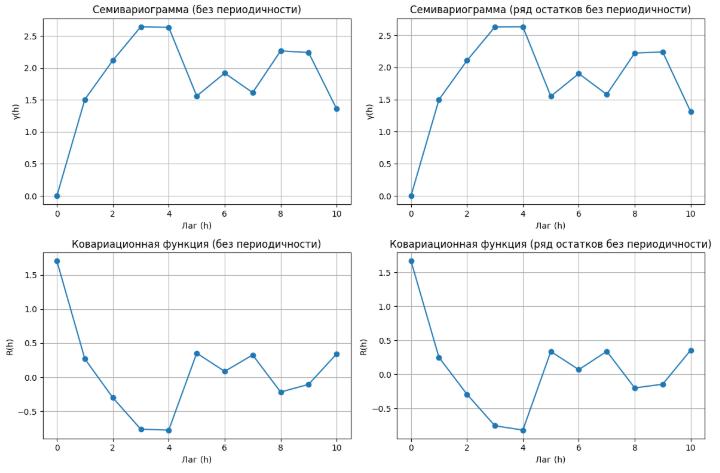 Семивариограмма (без периодичности)
γ(h)
2.5
2.0
1.5
1.0
0.5
0.0
0 2 4 6 8 10
Лаг (h)
Семивариограмма (ряд остатков без периодичности)
γ(h)
2.5
2.0
1.5
1.0
0.5
0.0
0 2 4 6 8 10
Лаг (h)
Ковариационная функция (без периодичности)
R(h)
1.5
1.0
0.5
0.0
−0.5
0 2 4 6 8 10
Лаг (h)
Ковариационная функция (ряд остатков без периодичности)
R(h)
1.5
1.0
0.5
0.0
−0.5
0 2 4 6 8 10
Лаг (h)